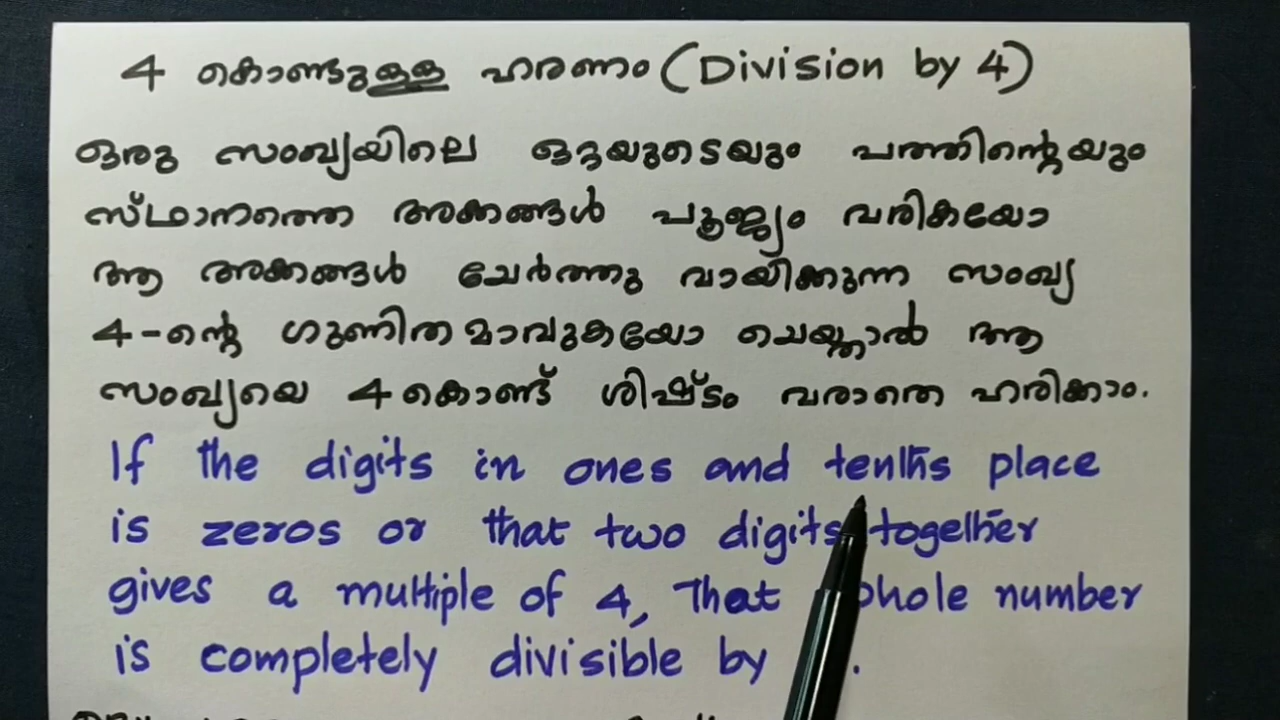 4 കൊണ്ടുള്ള ഹരണം (Division by 4)
ഒരു സംഖ്യയിലെ ഒറ്റയുടെയും പത്തിന്റെയും
സ്ഥാനത്തെ അക്കങ്ങൾ പൂജ്യം വരികയോ
ആ അക്കങ്ങൾ ചേർത്തു വായിക്കുന്ന സംഖ്യ
4-ന്റെ ഗുണിതമാവുകയോ ചെയ്താൽ ആ
സംഖ്യയെ 4 കൊണ്ട് ശിഷ്ടം വരാതെ ഹരിക്കാം.
If the digits in ones and tenths place
is zeros or that two digits together
gives a multiple of 4, That whole number
is completely divisible by .